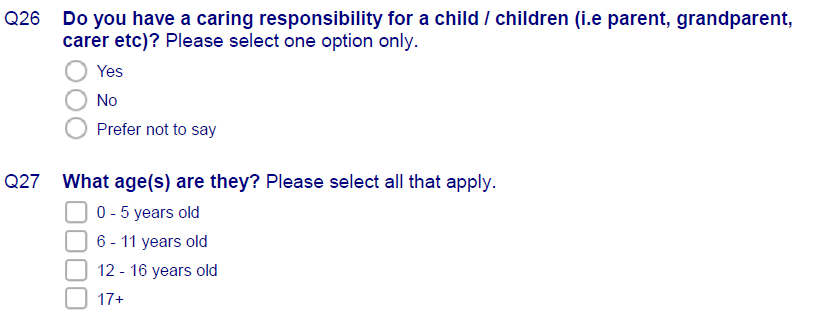 Q26 Do you have a caring responsibility for a child / children (i.e parent, grandparent,
carer etc)? Please select one option only.
Yes
No
Prefer not to say
Q27 What age(s) are they? Please select all that apply.
0 - 5 years old
6 - 11 years old
12 - 16 years old
17+